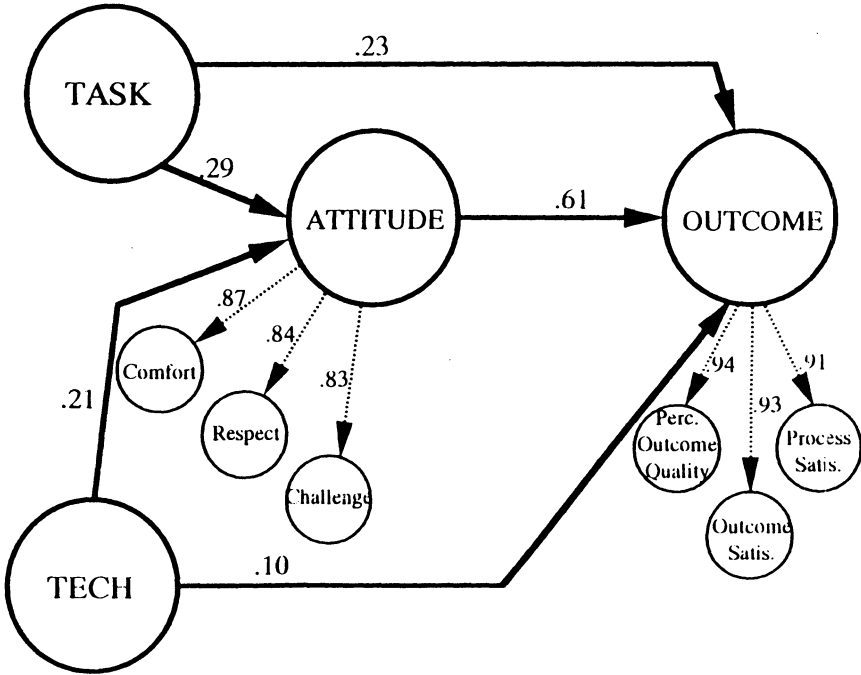 .23
TASK
.29
ATTITUDE
.61
OUTCOME
.87
.84
.83
Comfort
.21
Respect
Challenge
.94
.93
.91
Perc.
Outcome
Quality
Process
Satis.
Outcome
Satis.
TECH
.10